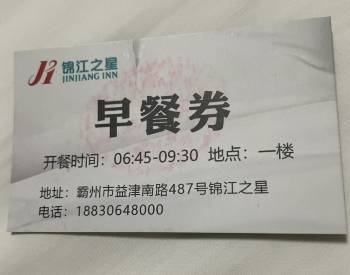 锦江之星
JINJIANG INN
早餐券
开餐时间：06:45-09:30 地点：一楼
地址：霸州市益津南路487号锦江之星
电话：18830648000